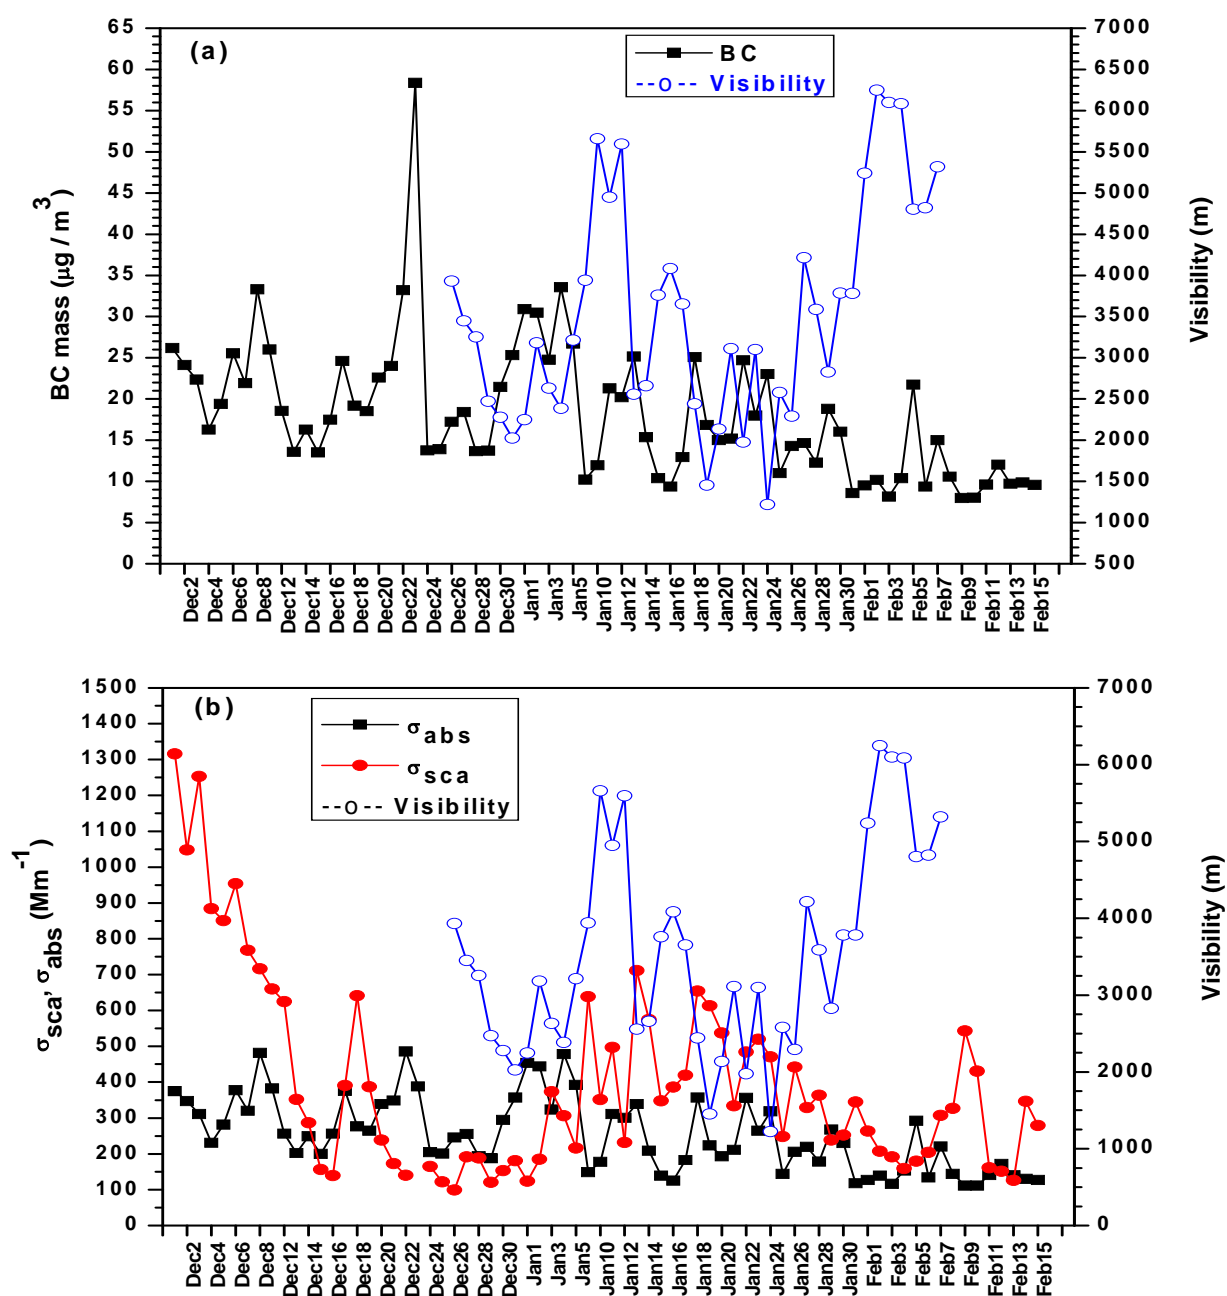 (a)
BC
--o-- Visibility
65
60
55
50
45
40
35
30
25
20
15
10
5
0
BC mass (μg / m3)
7000
6500
6000
5500
5000
4500
4000
3500
3000
2500
2000
1500
1000
500
Visibility (m)
Dec2
Dec4
Dec6
Dec8
Dec12
Dec14
Dec16
Dec18
Dec20
Dec22
Dec24
Dec26
Dec28
Dec30
Jan1
Jan3
Jan5
Jan10
Jan12
Jan14
Jan16
Jan18
Jan20
Jan22
Jan24
Jan26
Jan28
Jan30
Feb1
Feb3
Feb5
Feb7
Feb9
Feb11
Feb13
Feb15
(b)
σabs
σsca
--o-- Visibility
1500
1400
1300
1200
1100
1000
900
800
700
600
500
400
300
200
100
0
σsca, σabs (Mm-1)
7000
6000
5000
4000
3000
2000
1000
0
Visibility (m)
Dec2
Dec4
Dec6
Dec8
Dec12
Dec14
Dec16
Dec18
Dec20
Dec22
Dec24
Dec26
Dec28
Dec30
Jan1
Jan3
Jan5
Jan10
Jan12
Jan14
Jan16
Jan18
Jan20
Jan22
Jan24
Jan26
Jan28
Jan30
Feb1
Feb3
Feb5
Feb7
Feb9
Feb11
Feb13
Feb15